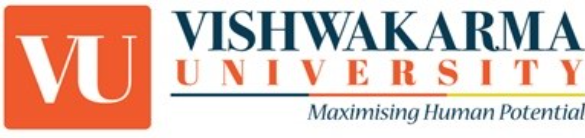 VU
VISHWAKARMA
UNIVERSITY
Maximising Human Potential